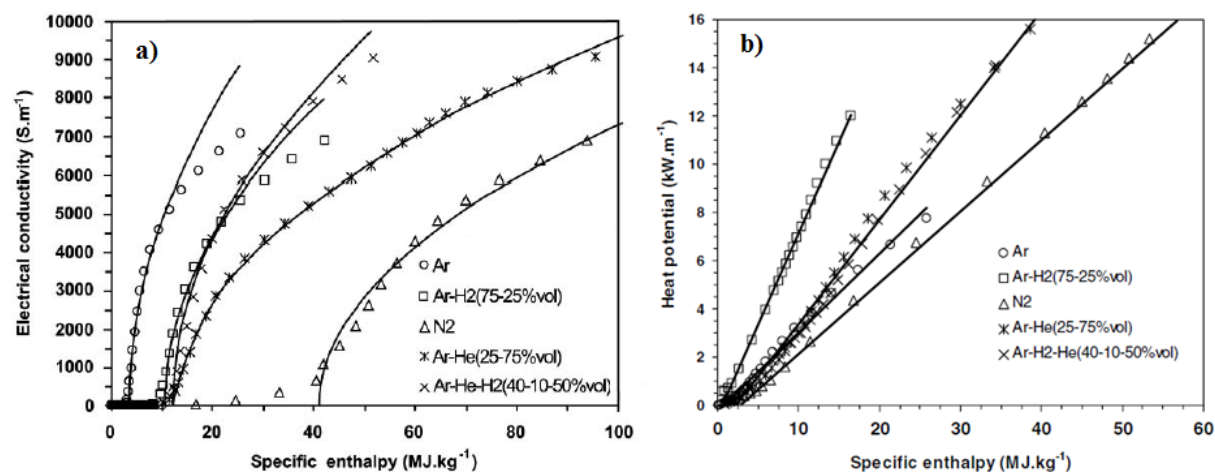 a)
Electrical conductivity (S.m-1)
10000
9000
8000
7000
6000
5000
4000
3000
2000
1000
0
0 20 40 60 80 100
Specific enthalpy (MJ.kg-1)
Ar
Ar-H2(75-25%vol)
N2
Ar-He(25-75%vol)
Ar-He-H2(40-10-50%vol)
b)
Heat potential (kW.m-1)
16
14
12
10
8
6
4
2
0
0 10 20 30 40 50 60
Specific enthalpy (MJ.kg-1)
Ar
Ar-H2(75-25%vol)
N2
Ar-He(25-75%vol)
Ar-H2-He(40-10-50%vol)